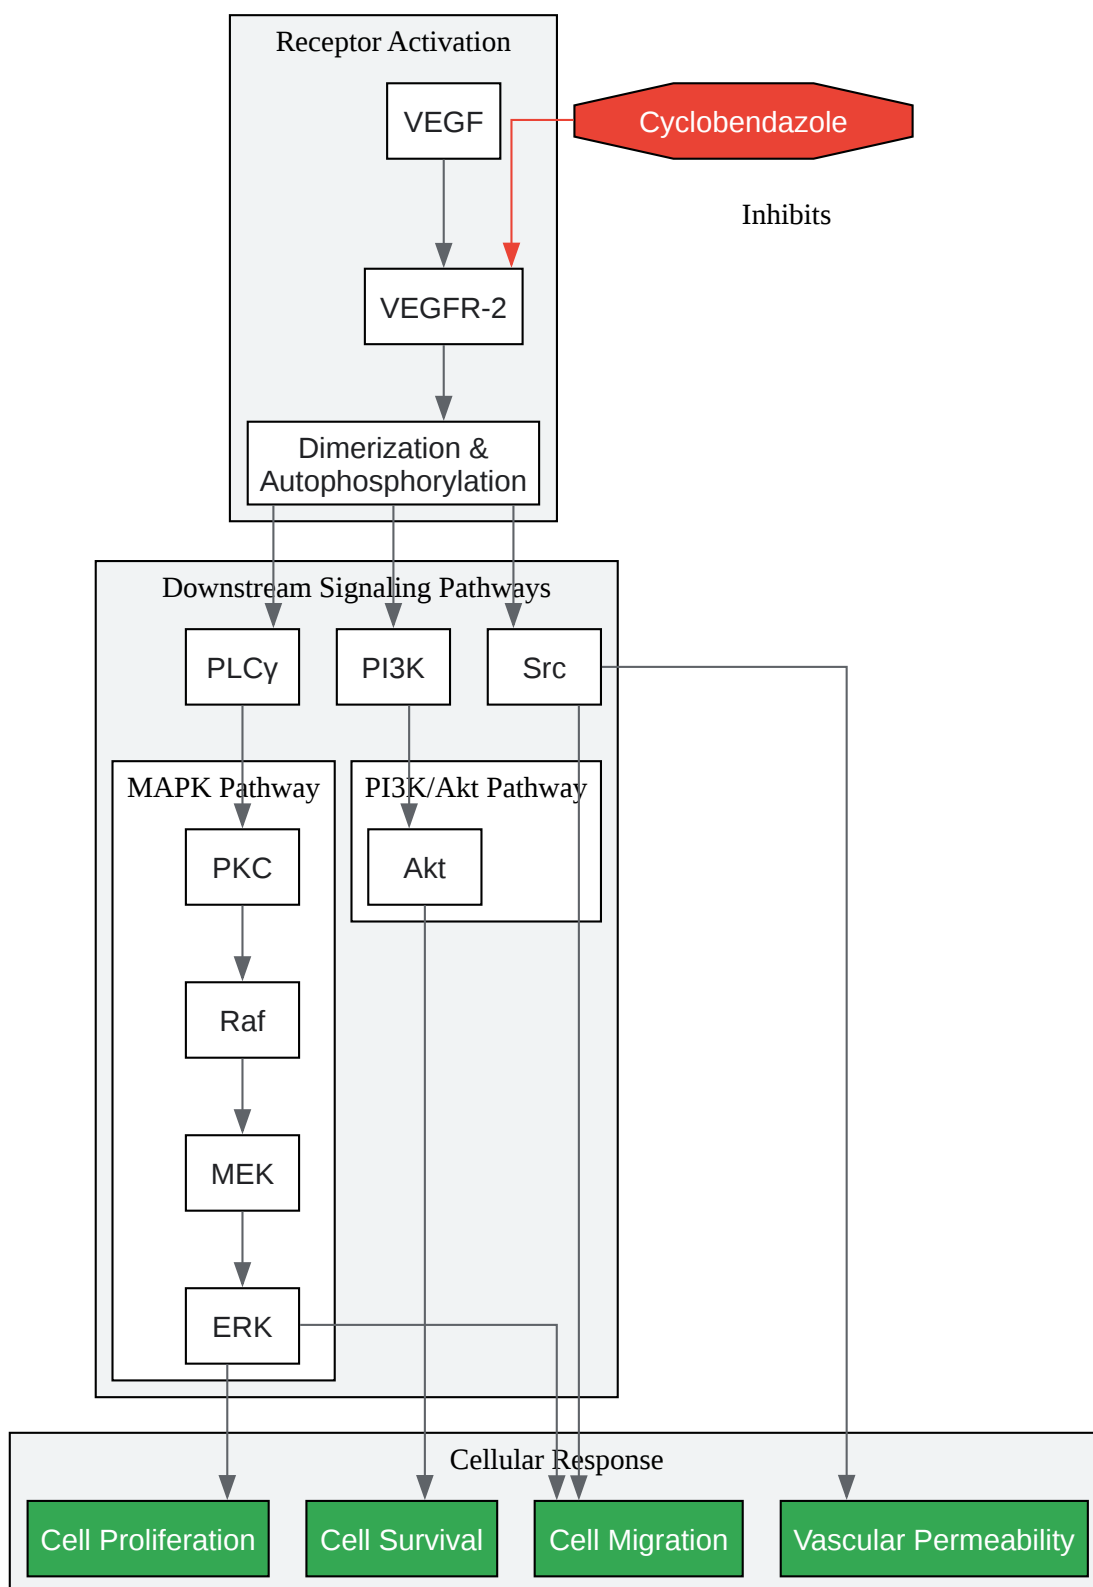 Receptor Activation
VEGF
Cyclobendazole
Inhibits
VEGFR-2
Dimerization &
Autophosphorylation
Downstream Signaling Pathways
PLCγ
PI3K
Src
MAPK Pathway
PI3K/Akt Pathway
PKC
Akt
Raf
MEK
ERK
Cellular Response
Cell Proliferation
Cell Survival
Cell Migration
Vascular Permeability